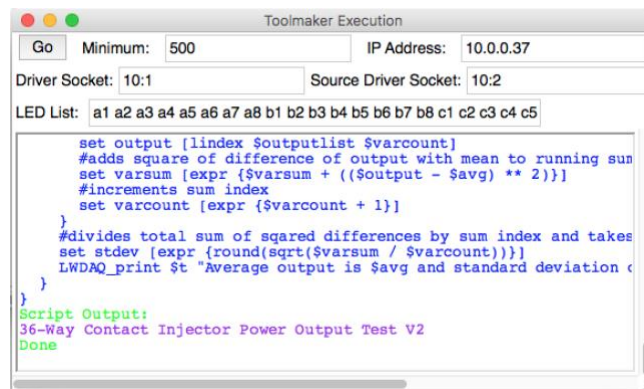 Toolmaker Execution
Go Minimum: 500 IP Address: 10.0.0.37
Driver Socket: 10:1 Source Driver Socket: 10:2
LED List: a1 a2 a3 a4 a5 a6 a7 a8 b1 b2 b3 b4 b5 b6 b7 b8 c1 c2 c3 c4 c5
set output [lindex $outputlist $varcount]
#adds square of difference of output with mean to running sum
set varsum [expr {$varsum + (($output - $avg) ** 2)}]
#increments sum index
set varcount [expr {$varcount + 1}]
}
#divides total sum of sqared differences by sum index and takes
set stdev [expr {round(sqrt($varsum / $varcount))}]
LWDAQ_print $t "Average output is $avg and standard deviation
}
}
Script Output:
36-Way Contact Injector Power Output Test V2
Done